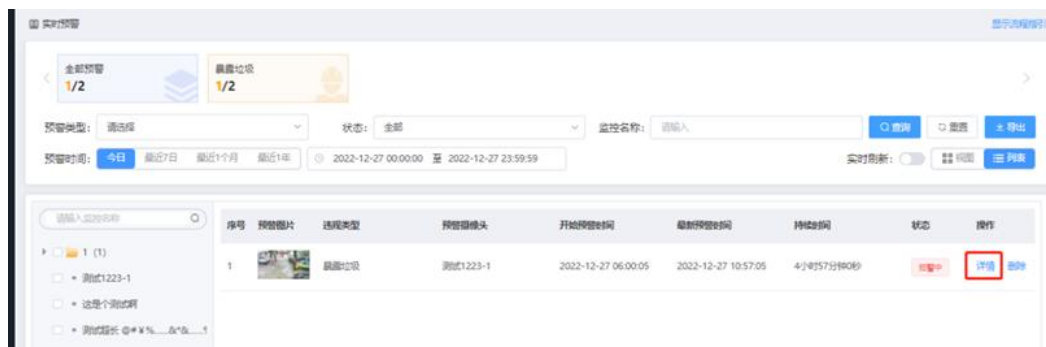 实时预警
显示流程指引
全部预警
1/2
暴露垃圾
1/2
预警类型： 请选择 状态： 全部 监控名称： 请输入 查询 重置 导出
预警时间： 今日 最近7日 最近1个月 最近1年 2022-12-27 00:00:00 至 2022-12-27 23:59:59 实时刷新： 视图 列表
请输入监控名称
序号 预警图片 违规类型 预警摄像头 开始预警时间 最新预警时间 持续时间 状态 操作
1 (1)
1 暴露垃圾 测试1223-1 2022-12-27 06:00:05 2022-12-27 10:57:05 4小时57分钟0秒 预警中 详情 删除
测试1223-1
这是个测试啊
测试超长 @#￥%……&*&……